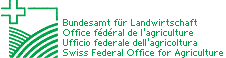 Bundesamt für Landwirtschaft
Office fédéral de l'agriculture
Ufficio federale dell'agricoltura
Swiss Federal Office for Agriculture